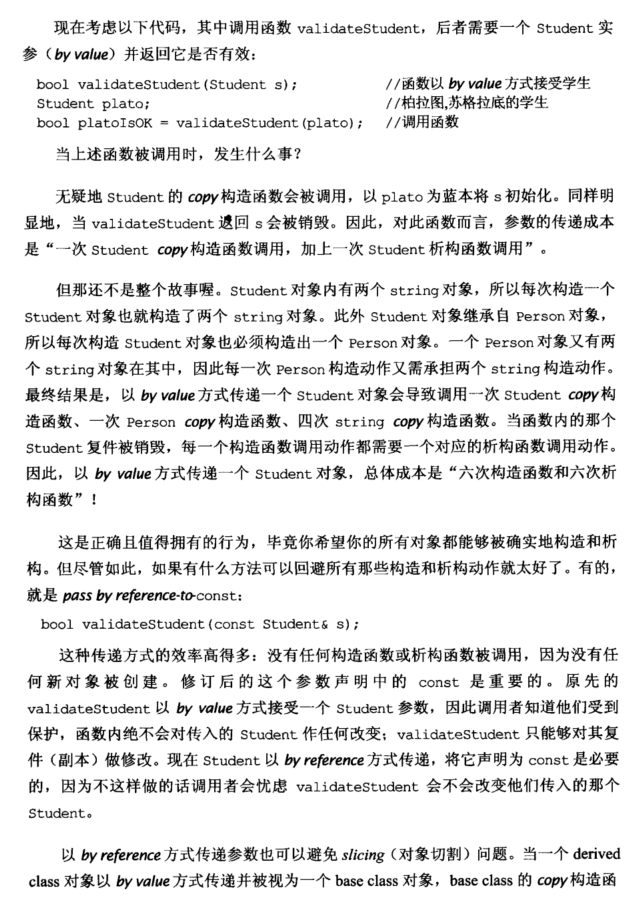 现在考虑以下代码，其中调用函数 validateStudent，后者需要一个 Student 实
参（by value）并返回它是否有效：
bool validateStudent(Student s); //函数以 by value 方式接受学生
Student plato; //柏拉图,苏格拉底的学生
bool platoIsOK = validateStudent(plato); //调用函数
当上述函数被调用时，发生什么事？
无疑地 Student 的 copy 构造函数会被调用，以 plato 为蓝本将 s 初始化。同样明
显地，当 validateStudent 返回 s 会被销毁。因此，对此函数而言，参数的传递成本
是“一次 Student copy 构造函数调用，加上一次 Student 析构函数调用”。
但那还不是整个故事喔。Student 对象内有两个 string 对象，所以每次构造一个
Student 对象也就构造了两个 string 对象。此外 Student 对象继承自 Person 对象，
所以每次构造 Student 对象也必须构造出一个 Person 对象。一个 Person 对象又有两
个 string 对象在其中，因此每一次 Person 构造动作又需承担两个 string 构造动作。
最终结果是，以 by value 方式传递一个 Student 对象会导致调用一次 Student copy 构
造函数、一次 Person copy 构造函数、四次 string copy 构造函数。当函数内的那个
Student 复件被销毁，每一个构造函数调用动作都需要一个对应的析构函数调用动作。
因此，以 by value 方式传递一个 Student 对象，总体成本是“六次构造函数和六次析
构函数”！
这是正确且值得拥有的行为，毕竟你希望你的所有对象都能够被确实地构造和析
构。但尽管如此，如果有什么方法可以回避所有那些构造和析构动作就太好了。有的，
就是 pass by reference-to-const：
bool validateStudent(const Student& s);
这种传递方式的效率高得多：没有任何构造函数或析构函数被调用，因为没有任
何新对象被创建。修订后的这个参数声明中的 const 是重要的。原先的
validateStudent 以 by value 方式接受一个 Student 参数，因此调用者知道他们受到
保护，函数内绝不会对传入的 Student 作任何改变；validateStudent 只能够对其复
件（副本）做修改。现在 Student 以 by reference 方式传递，将它声明为 const 是必要
的，因为不这样做的话调用者会忧虑 validateStudent 会不会改变他们传入的那个
Student。
以 by reference 方式传递参数也可以避免 slicing（对象切割）问题。当一个 derived
class 对象以 by value 方式传递并被视为一个 base class 对象，base class 的 copy 构造函